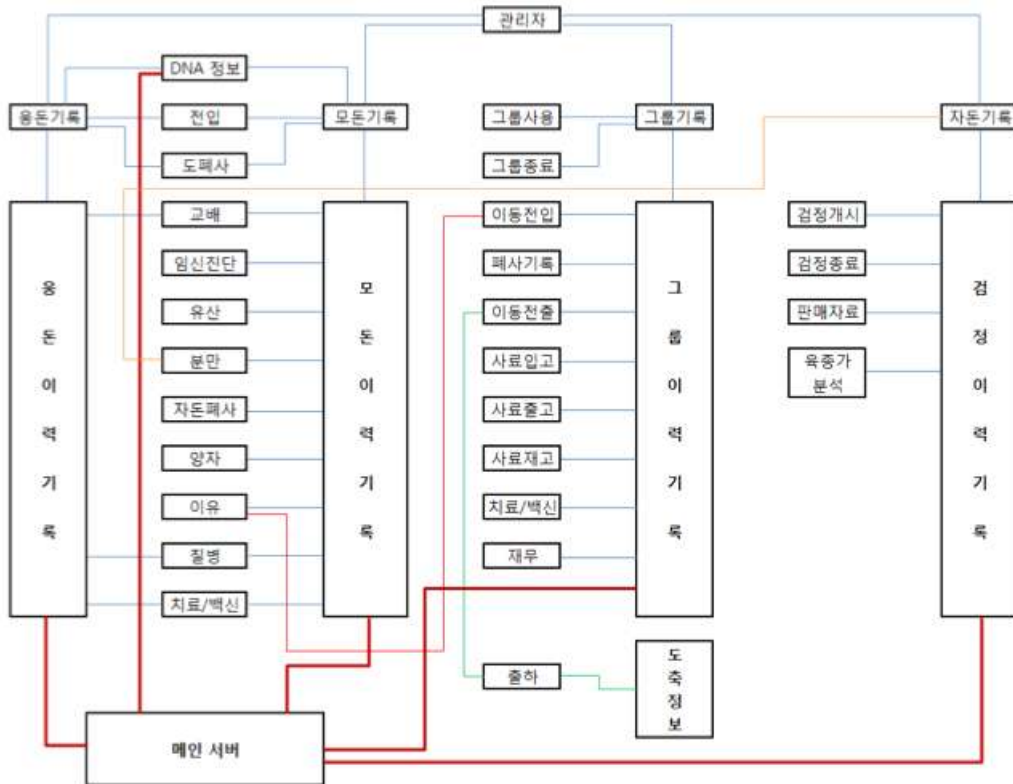 관리자
DNA 정보
웅돈기록
전입
모돈기록
그룹사용
그룹기록
자돈기록
도폐사
그룹종료
교배
이동전입
검정개시
임신진단
폐사기록
검정종료
유산
이동전출
판매자료
분만
사료입고
육종가
분석
자돈폐사
사료출고
양자
사료재고
이유
치료/백신
질병
재무
치료/백신
웅돈이력기록
모돈이력기록
그룹이력기록
검정이력기록
출하
도축정보
메인 서버